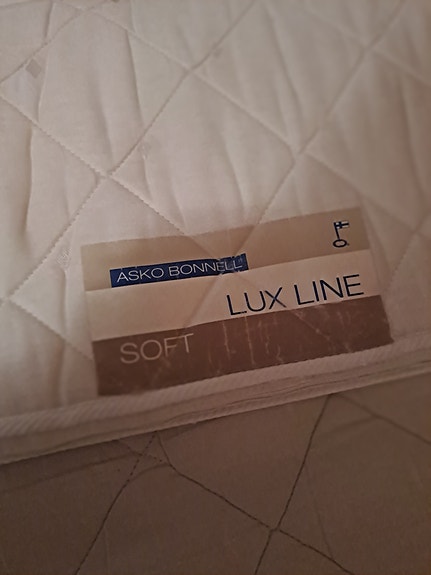 ASKO BONNELL
LUX LINE
SOFT